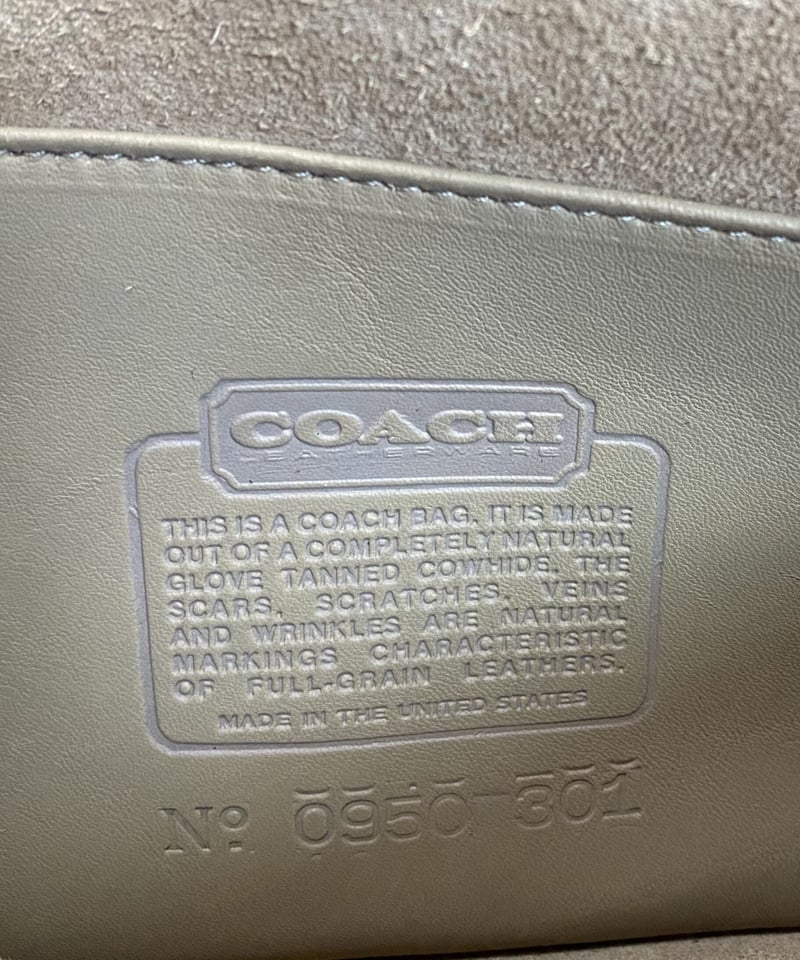 COACH
LEATHERWARE
THIS IS A COACH BAG. IT IS MADE
OUT OF A COMPLETELY NATURAL
GLOVE TANNED COWHIDE. THE
SCARS, SCRATCHES, VEINS
AND WRINKLES ARE NATURAL
MARKINGS CHARACTERISTIC
OF FULL-GRAIN LEATHERS.
MADE IN THE UNITED STATES
Nº: 0950-301